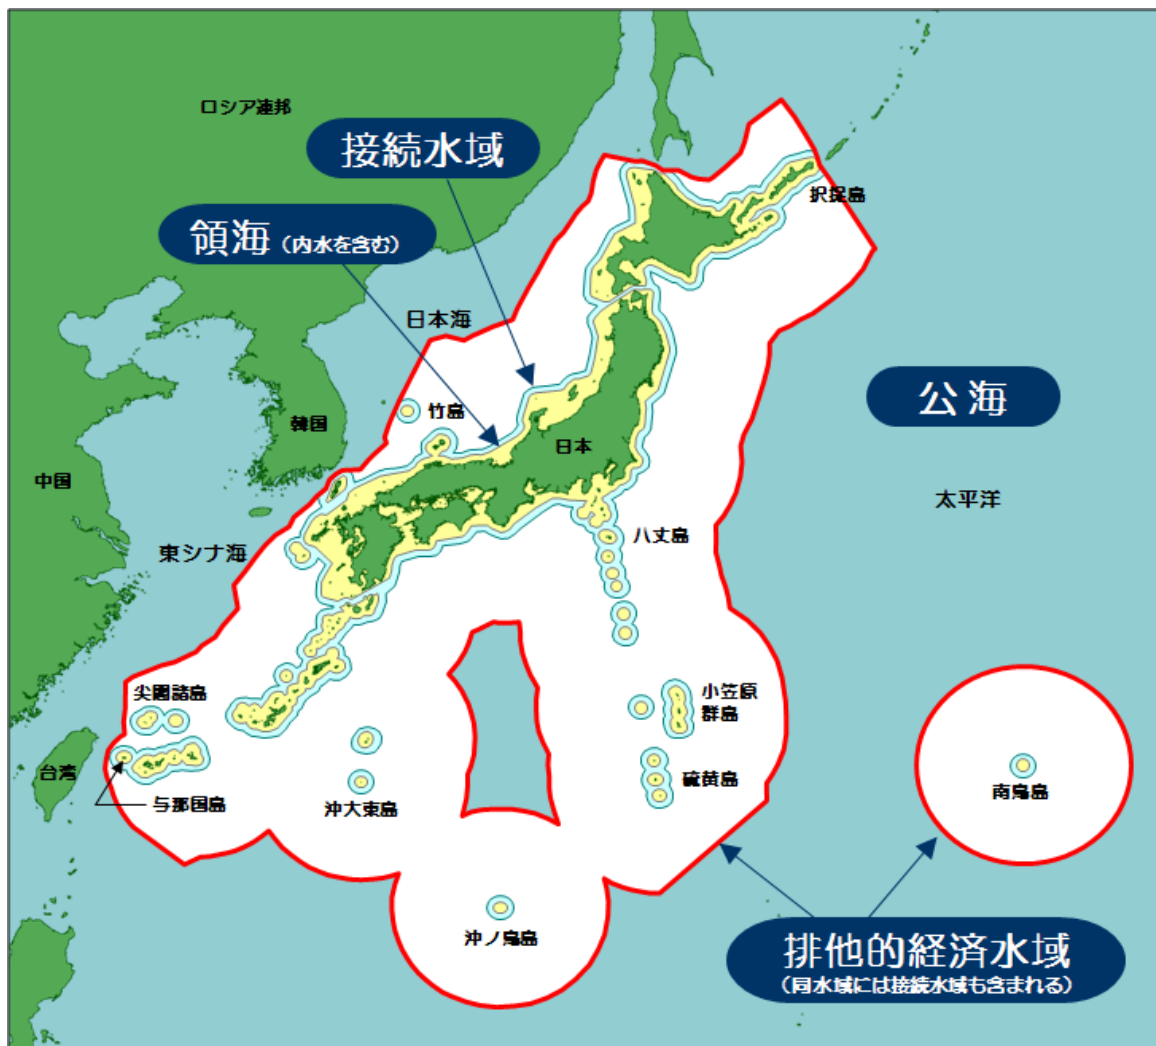 ロシア連邦
接続水域
択捉島
領海(内水を含む)
日本海
公海
竹島
韓国
日本
中国
太平洋
八丈島
東シナ海
尖閣諸島
小笠原
群島
台湾
硫黄島
南鳥島
与那国島
沖大東島
沖ノ鳥島
排他的経済水域
(同水域には接続水域も含まれる)